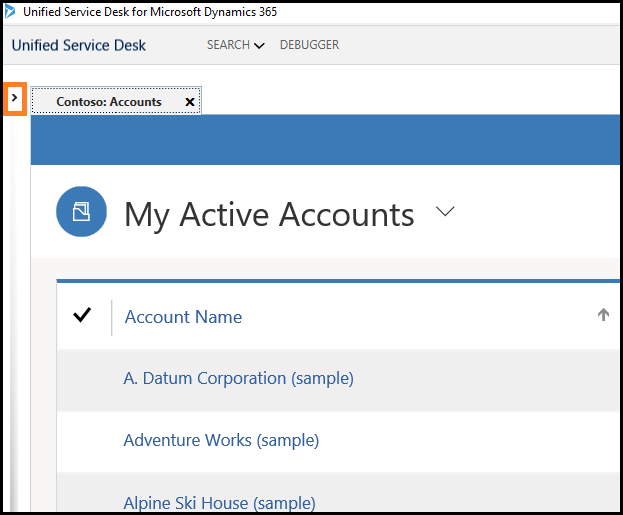 Unified Service Desk for Microsoft Dynamics 365
Unified Service Desk SEARCH DEBUGGER
Contoso: Accounts
My Active Accounts
Account Name
A. Datum Corporation (sample)
Adventure Works (sample)
Alpine Ski House (sample)